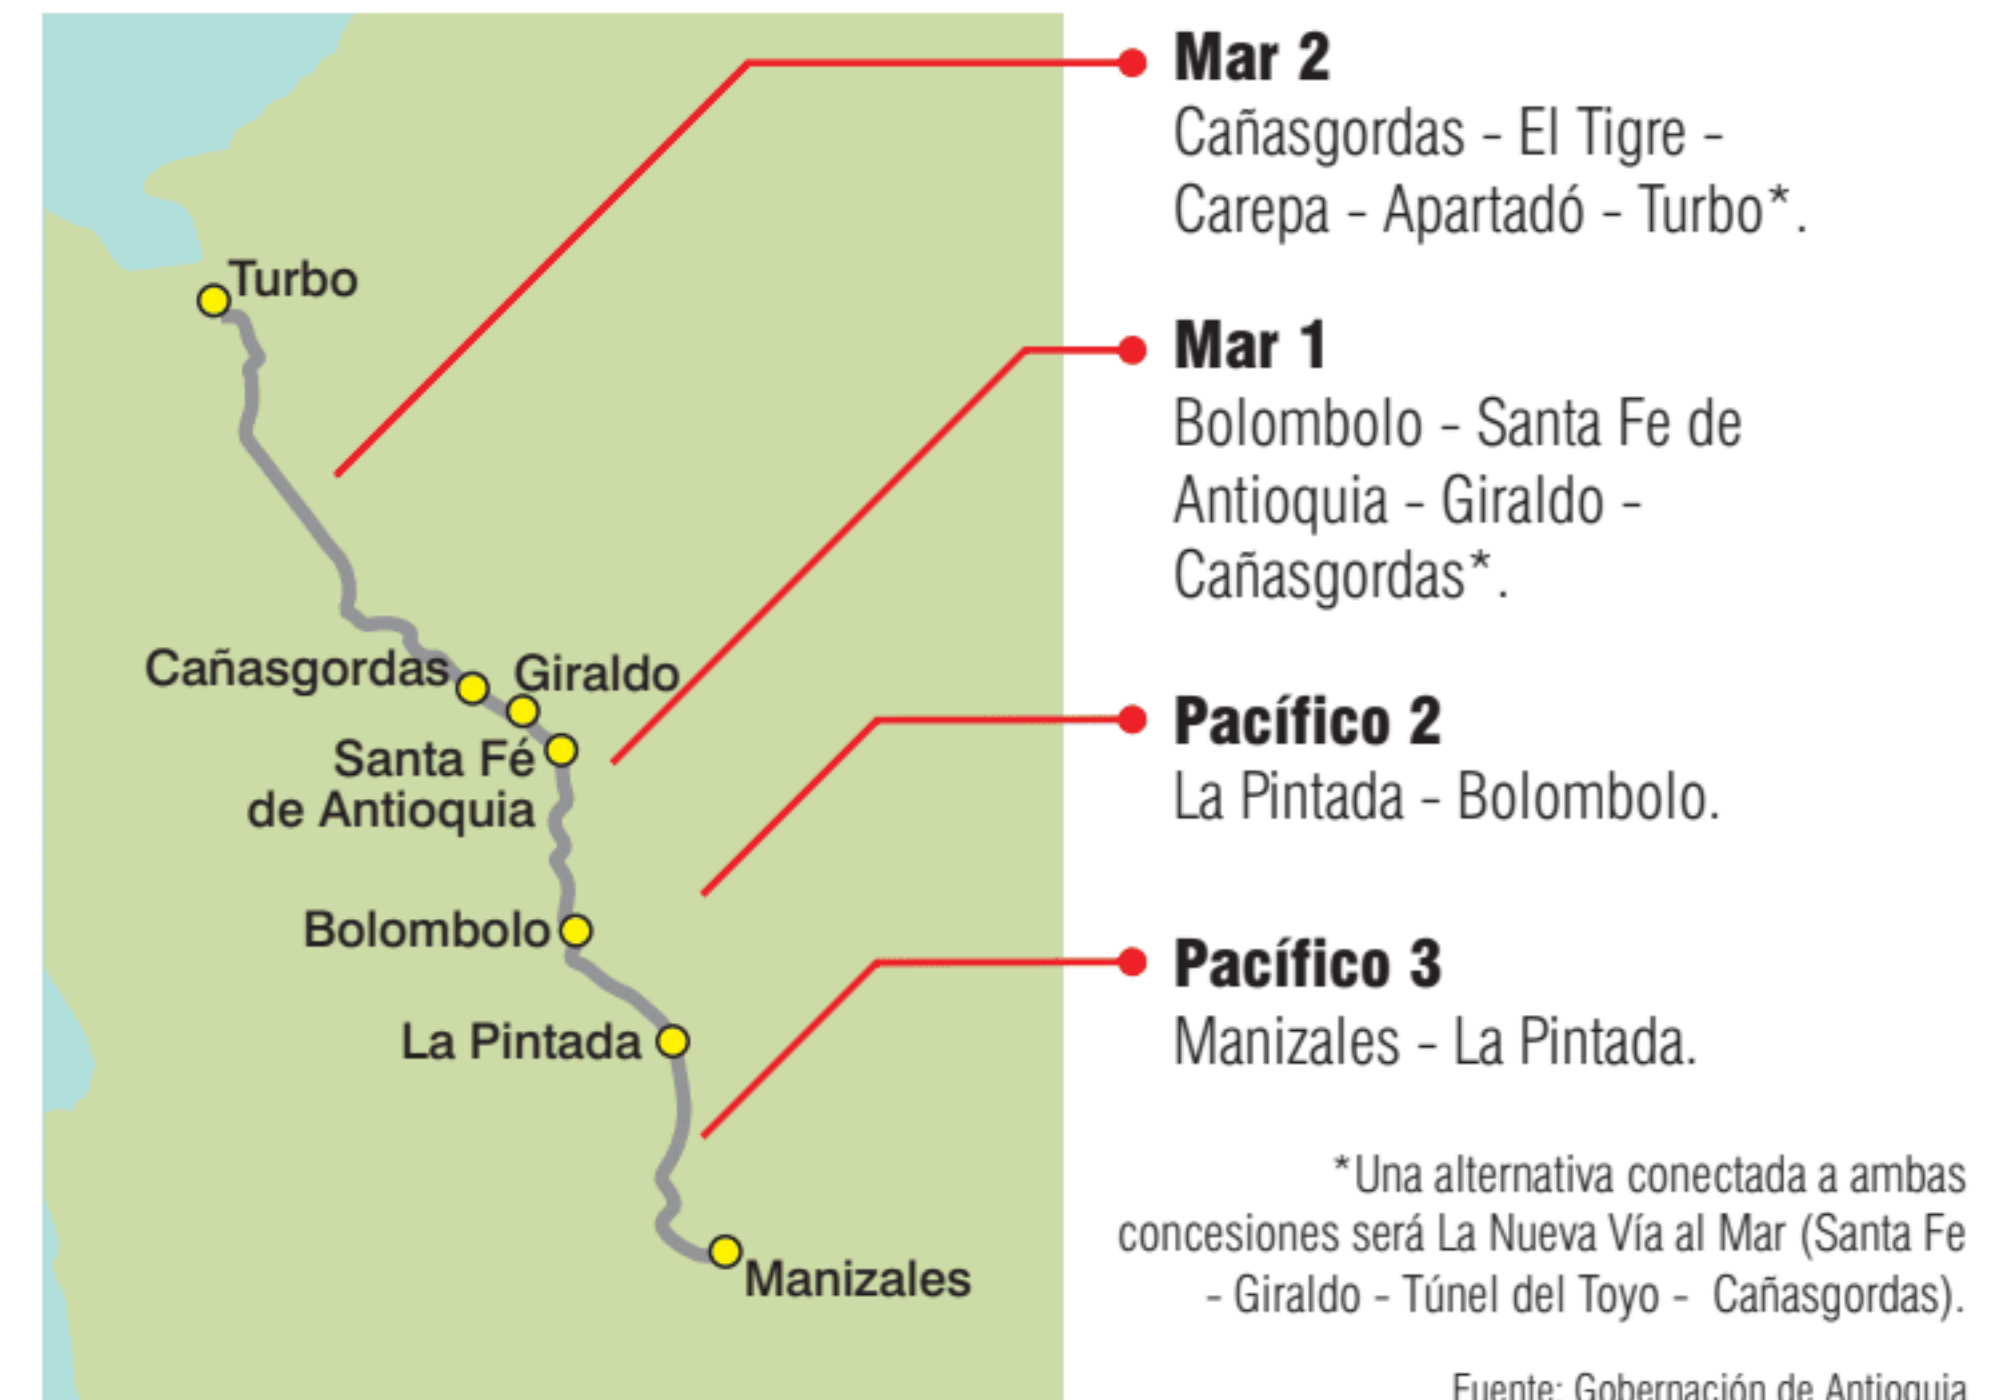 Mar 2
Cañasgordas - El Tigre -
Carepa - Apartadó - Turbo*.
Mar 1
Bolombolo - Santa Fe de
Antioquia - Giraldo -
Cañasgordas*.
Pacífico 2
La Pintada - Bolombolo.
Pacífico 3
Manizales - La Pintada.
*Una alternativa conectada a ambas
concesiones será La Nueva Vía al Mar (Santa Fe
- Giraldo - Túnel del Toyo - Cañasgordas).
Fuente: Gobernación de Antioquia
Turbo
Cañasgordas
Giraldo
Santa Fé
de Antioquia
Bolombolo
La Pintada
Manizales